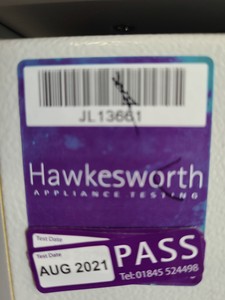 JL13661
Hawkesworth
APPLIANCE TESTING
Test Date
Test Date
AUG 2021
PASS
Tel: 01845 524498